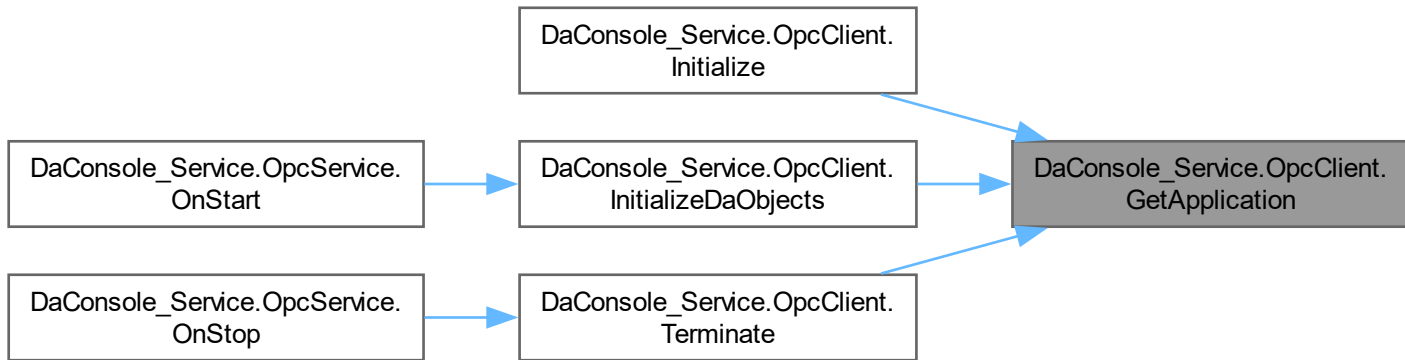 DaConsole_Service.OpcClient.
Initialize
DaConsole_Service.OpcService.
OnStart
DaConsole_Service.OpcClient.
InitializeDaObjects
DaConsole_Service.OpcClient.
GetApplication
DaConsole_Service.OpcService.
OnStop
DaConsole_Service.OpcClient.
Terminate